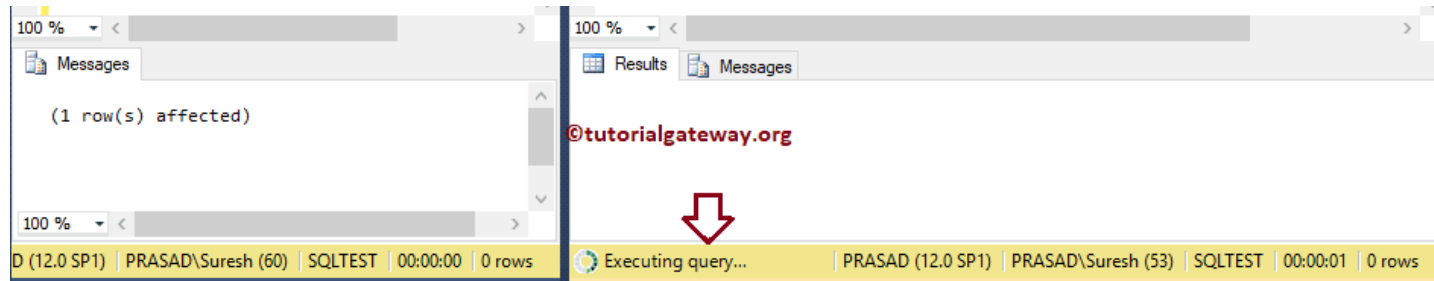 100 %
Messages
(1 row(s) affected)
100 %
D (12.0 SP1) PRASAD\Suresh (60) SQLTEST 00:00:00 0 rows
100 %
Results Messages
©tutorialgateway.org
Executing query... PRASAD (12.0 SP1) PRASAD\Suresh (53) SQLTEST 00:00:01 0 rows